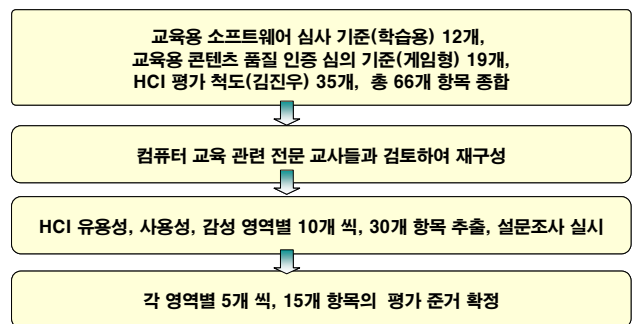 교육용 소프트웨어 심사 기준(학습용) 12개,
교육용 콘텐츠 품질 인증 심의 기준(게임형) 19개,
HCI 평가 척도(김진우) 35개, 총 66개 항목 종합
컴퓨터 교육 관련 전문 교사들과 검토하여 재구성
HCI 유용성, 사용성, 감성 영역별 10개 씩, 30개 항목 추출, 설문조사 실시
각 영역별 5개 씩, 15개 항목의 평가 준거 확정